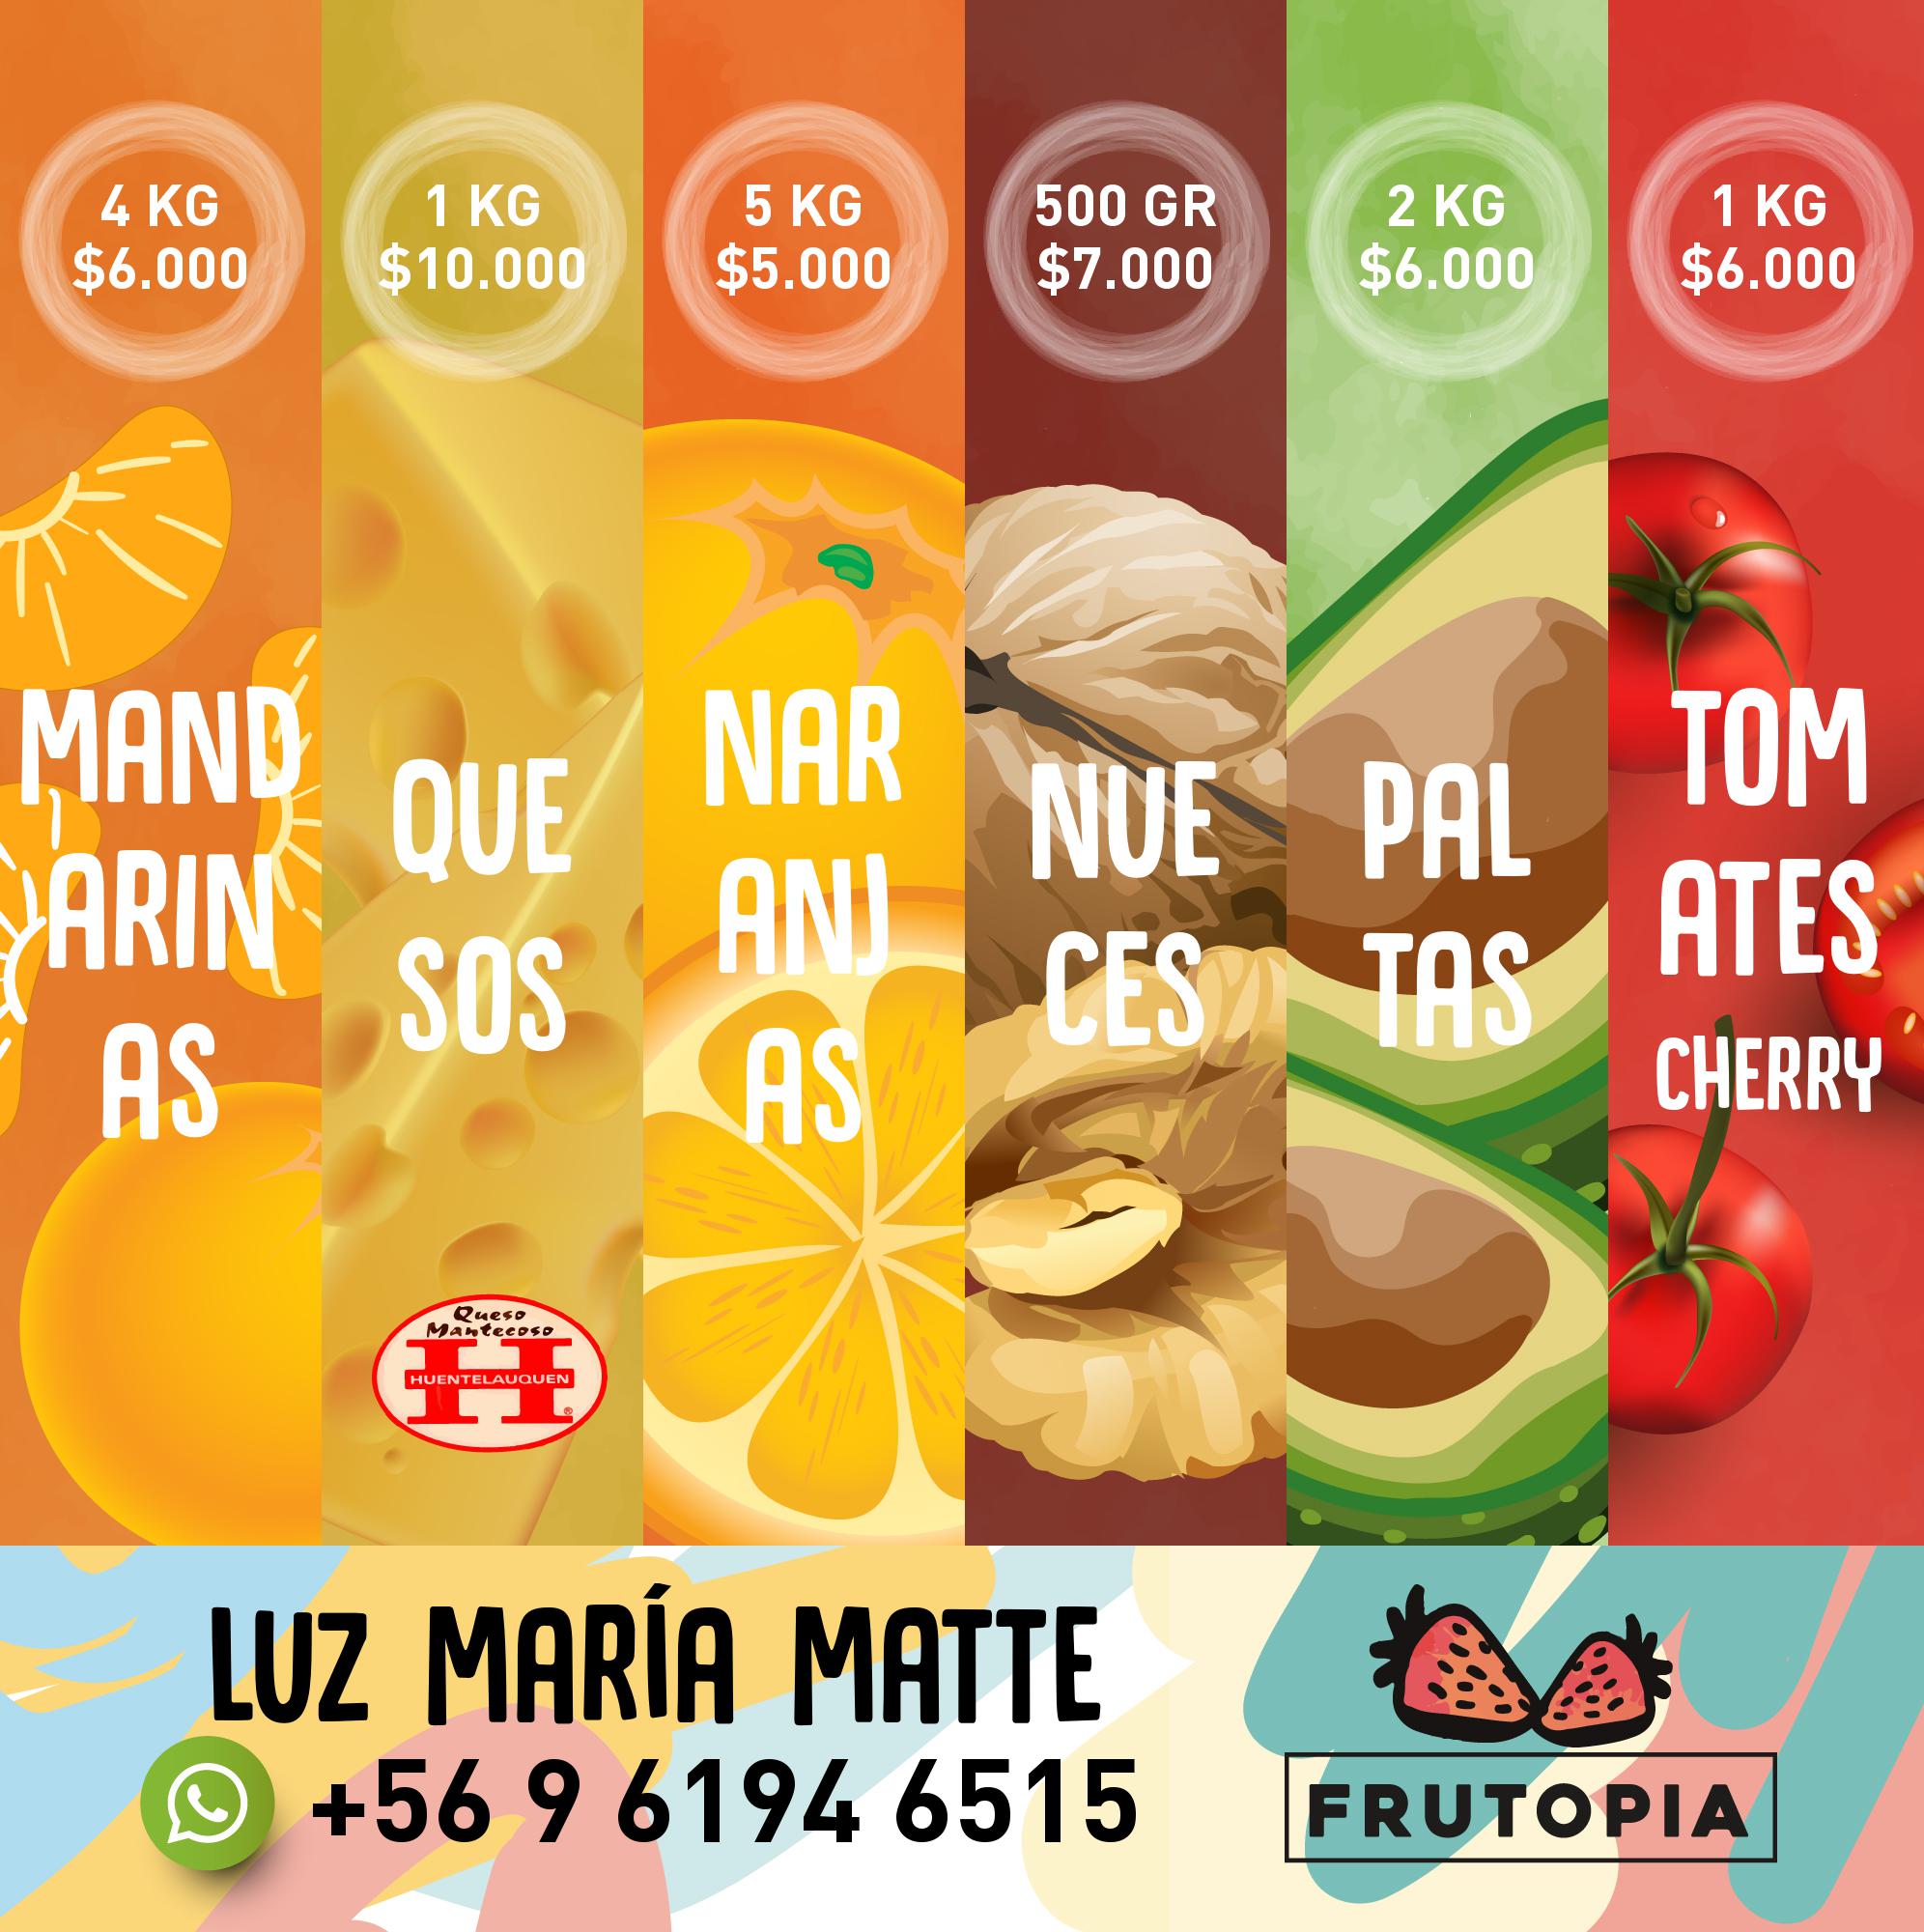 4 KG
$6.000
MAND
ARIN
AS
1 KG
$10.000
QUE
SOS
Queso
Mantecoso
H
HUENTELAUQUEN
®
5 KG
$5.000
NAR
ANJ
AS
500 GR
$7.000
NUE
CES
2 KG
$6.000
PAL
TAS
1 KG
$6.000
TOM
ATES
CHERRY
LUZ MARÍA MATTE
+56 9 6194 6515
FRUTOPIA